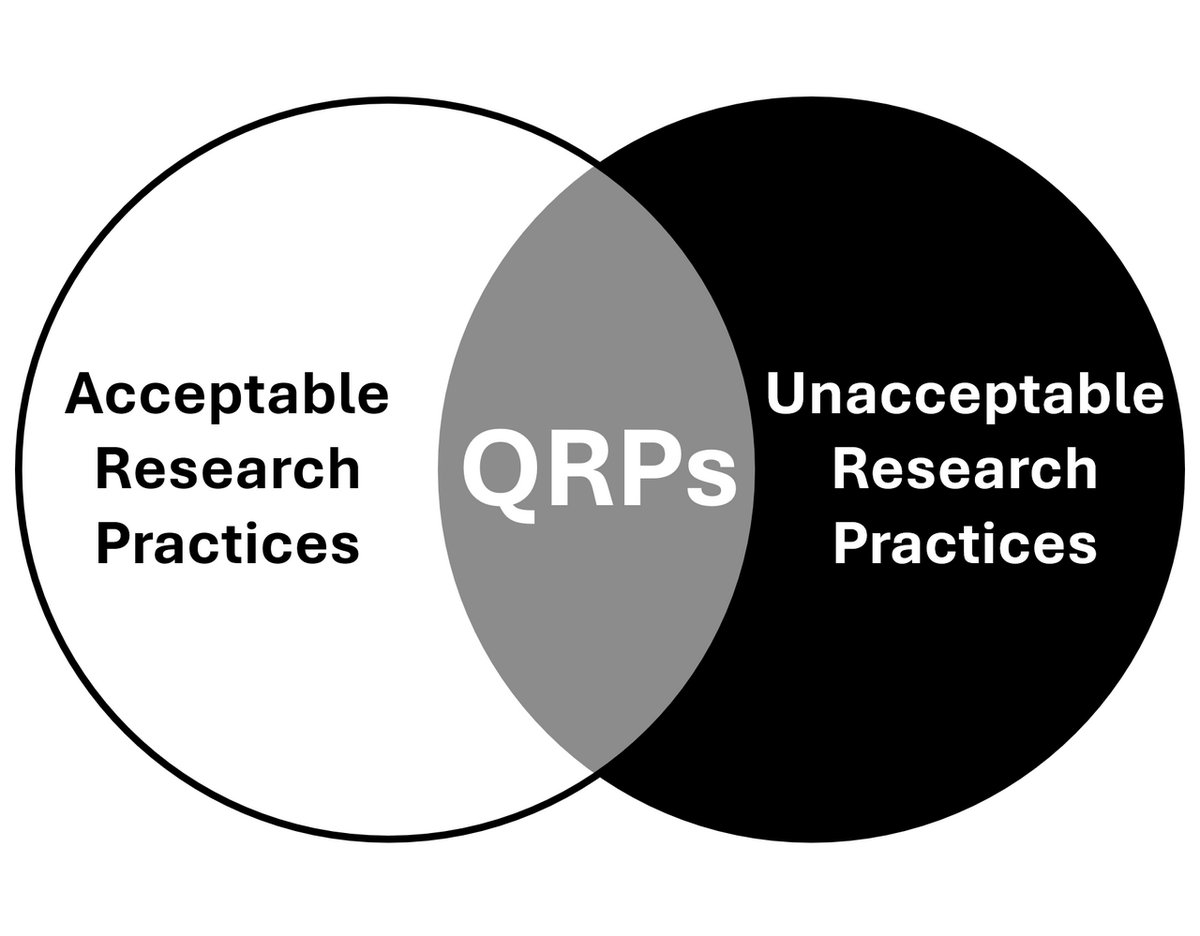 Acceptable
Research
Practices
QRPs
Unacceptable
Research
Practices